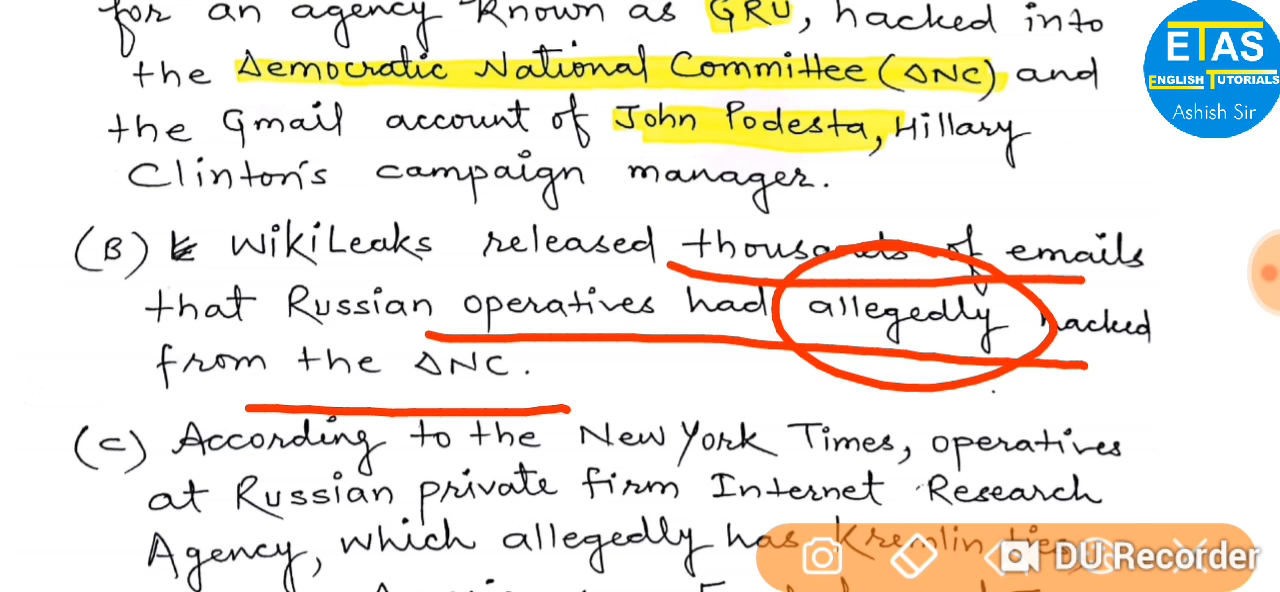 for an agency known as GRU, hacked into
the Democratic National Committee (DNC) and
the Gmail account of John Podesta, Hillary
Clinton's campaign manager.
(B) WikiLeaks released thousands of emails
that Russian operatives had allegedly hacked
from the DNC.
(C) According to the New York Times, operatives
at Russian private firm Internet Research
Agency, which allegedly has Kremlin ties
ETAS
ENGLISH TUTORIALS
Ashish Sir
DU Recorder